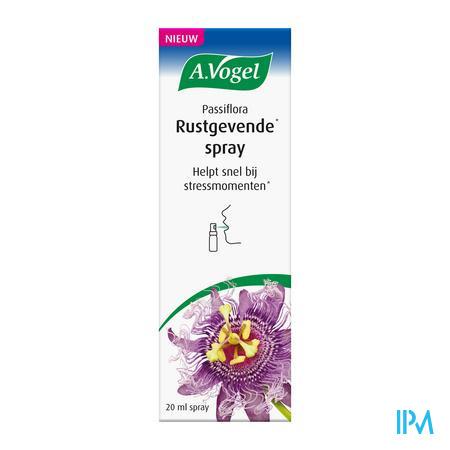 NIEUW
A.Vogel
Passiflora
Rustgevende*
spray
Helpt snel bij
stressmomenten*
20 ml spray
IPM